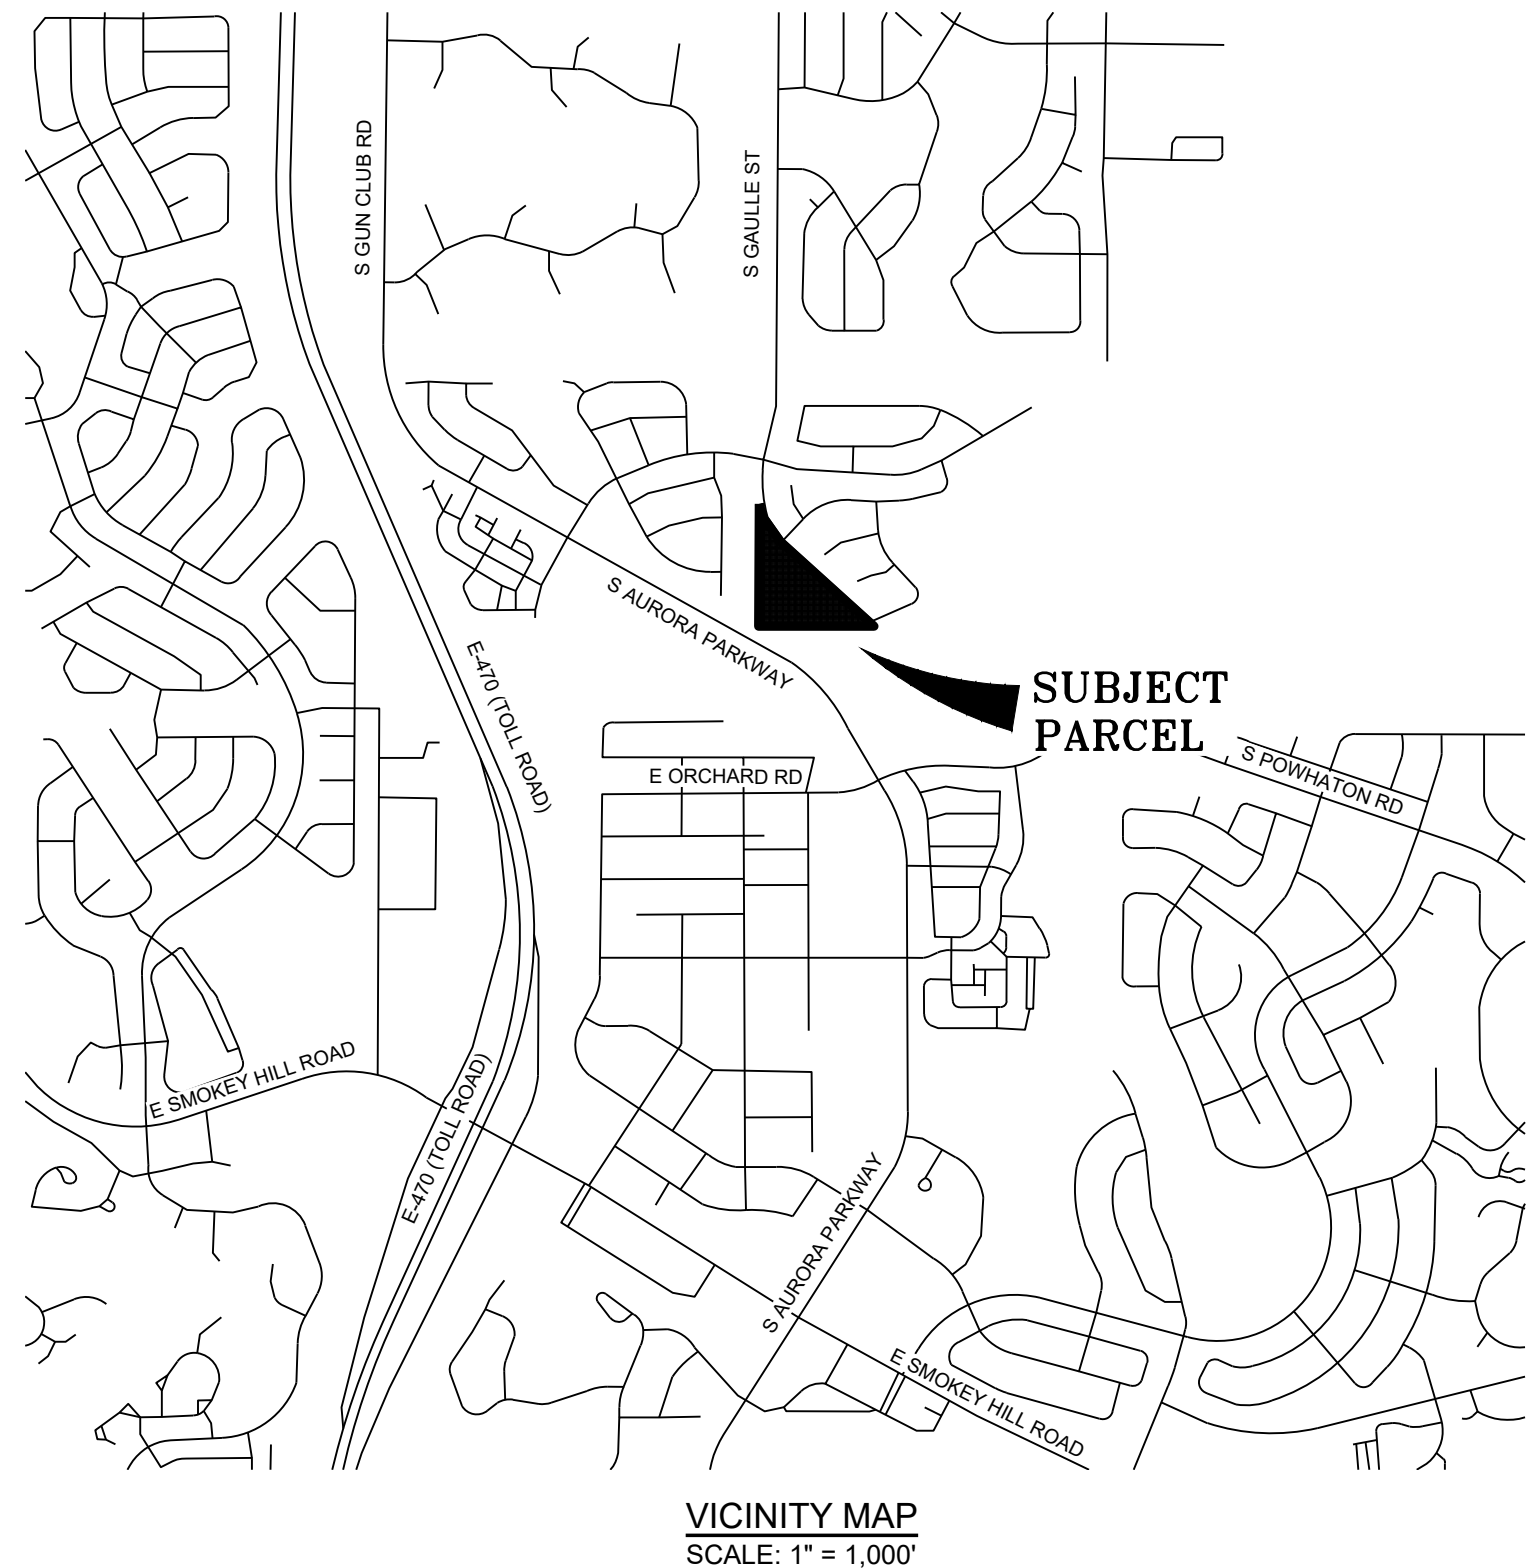 S GUN CLUB RD
S GAULLE ST
S AURORA PARKWAY
E-470 (TOLL ROAD)
SUBJECT
PARCEL
E ORCHARD RD
S POWHATON RD
E SMOKEY HILL ROAD
E-470 (TOLL ROAD)
S AURORA PARKWAY
E SMOKEY HILL ROAD
VICINITY MAP
SCALE: 1" = 1,000'